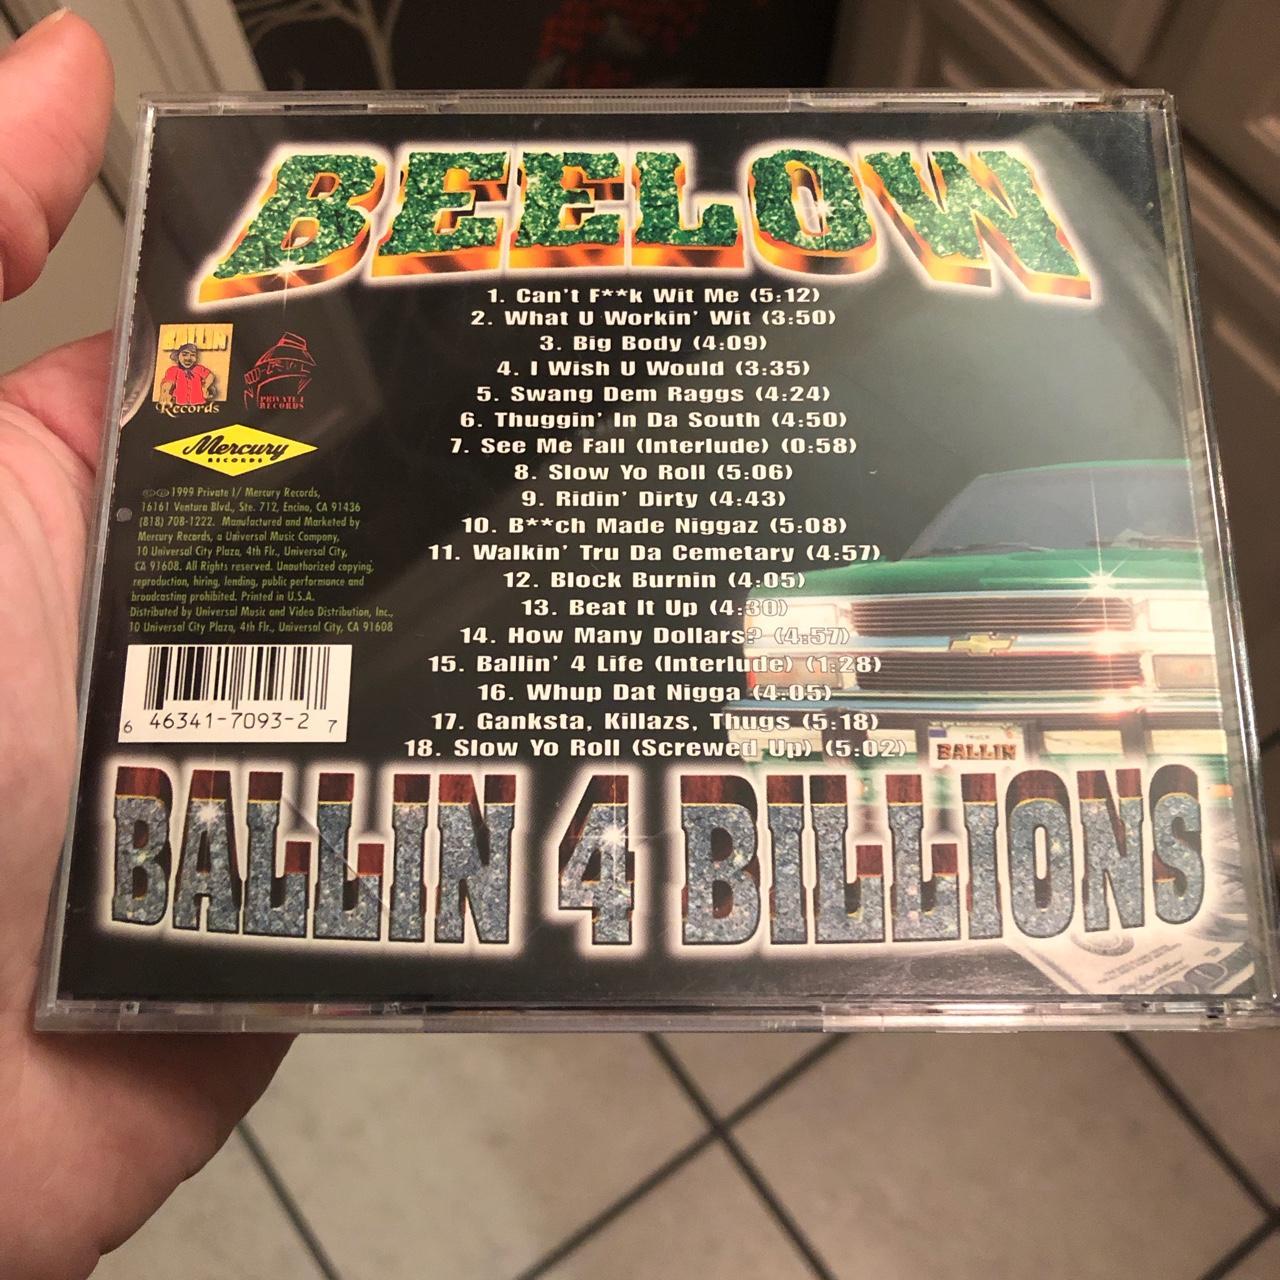 BEELOW
1. Can't F**k Wit Me (5:12)
2. What U Workin' Wit (3:50)
3. Big Body (4:09)
4. I Wish U Would (3:35)
5. Swang Dem Raggs (4:24)
6. Thuggin' In Da South (4:50)
7. See Me Fall (Interlude) (0:58)
8. Slow Yo Roll (5:06)
9. Ridin' Dirty (4:43)
10. B**ch Made Niggaz (5:08)
11. Walkin' Tru Da Cemetary (4:57)
12. Block Burnin (4:05)
13. Beat It Up (4:30)
14. How Many Dollars? (4:57)
15. Ballin' 4 Life (Interlude) (1:28)
16. Whup Dat Nigga (4:05)
17. Ganksta, Killazs, Thugs (5:18)
18. Slow Yo Roll (Screwed Up) (5:02)
BALLIN
Records
PRIVATE I
RECORDS
Mercury
RECORDS
℗© 1999 Private I/ Mercury Records,
16161 Ventura Blvd., Ste. 712, Encino, CA 91436
(818) 708-1222. Manufactured and Marketed by
Mercury Records, a Universal Music Company,
10 Universal City Plaza, 4th Flr., Universal City,
CA 91608. All Rights reserved. Unauthorized copying,
reproduction, hiring, lending, public performance and
broadcasting prohibited. Printed in U.S.A.
Distributed by Universal Music and Video Distribution, Inc.,
10 Universal City Plaza, 4th Flr., Universal City, CA 91608
6 46341-7093-2 7
BALLIN
BALLIN 4 BILLIONS